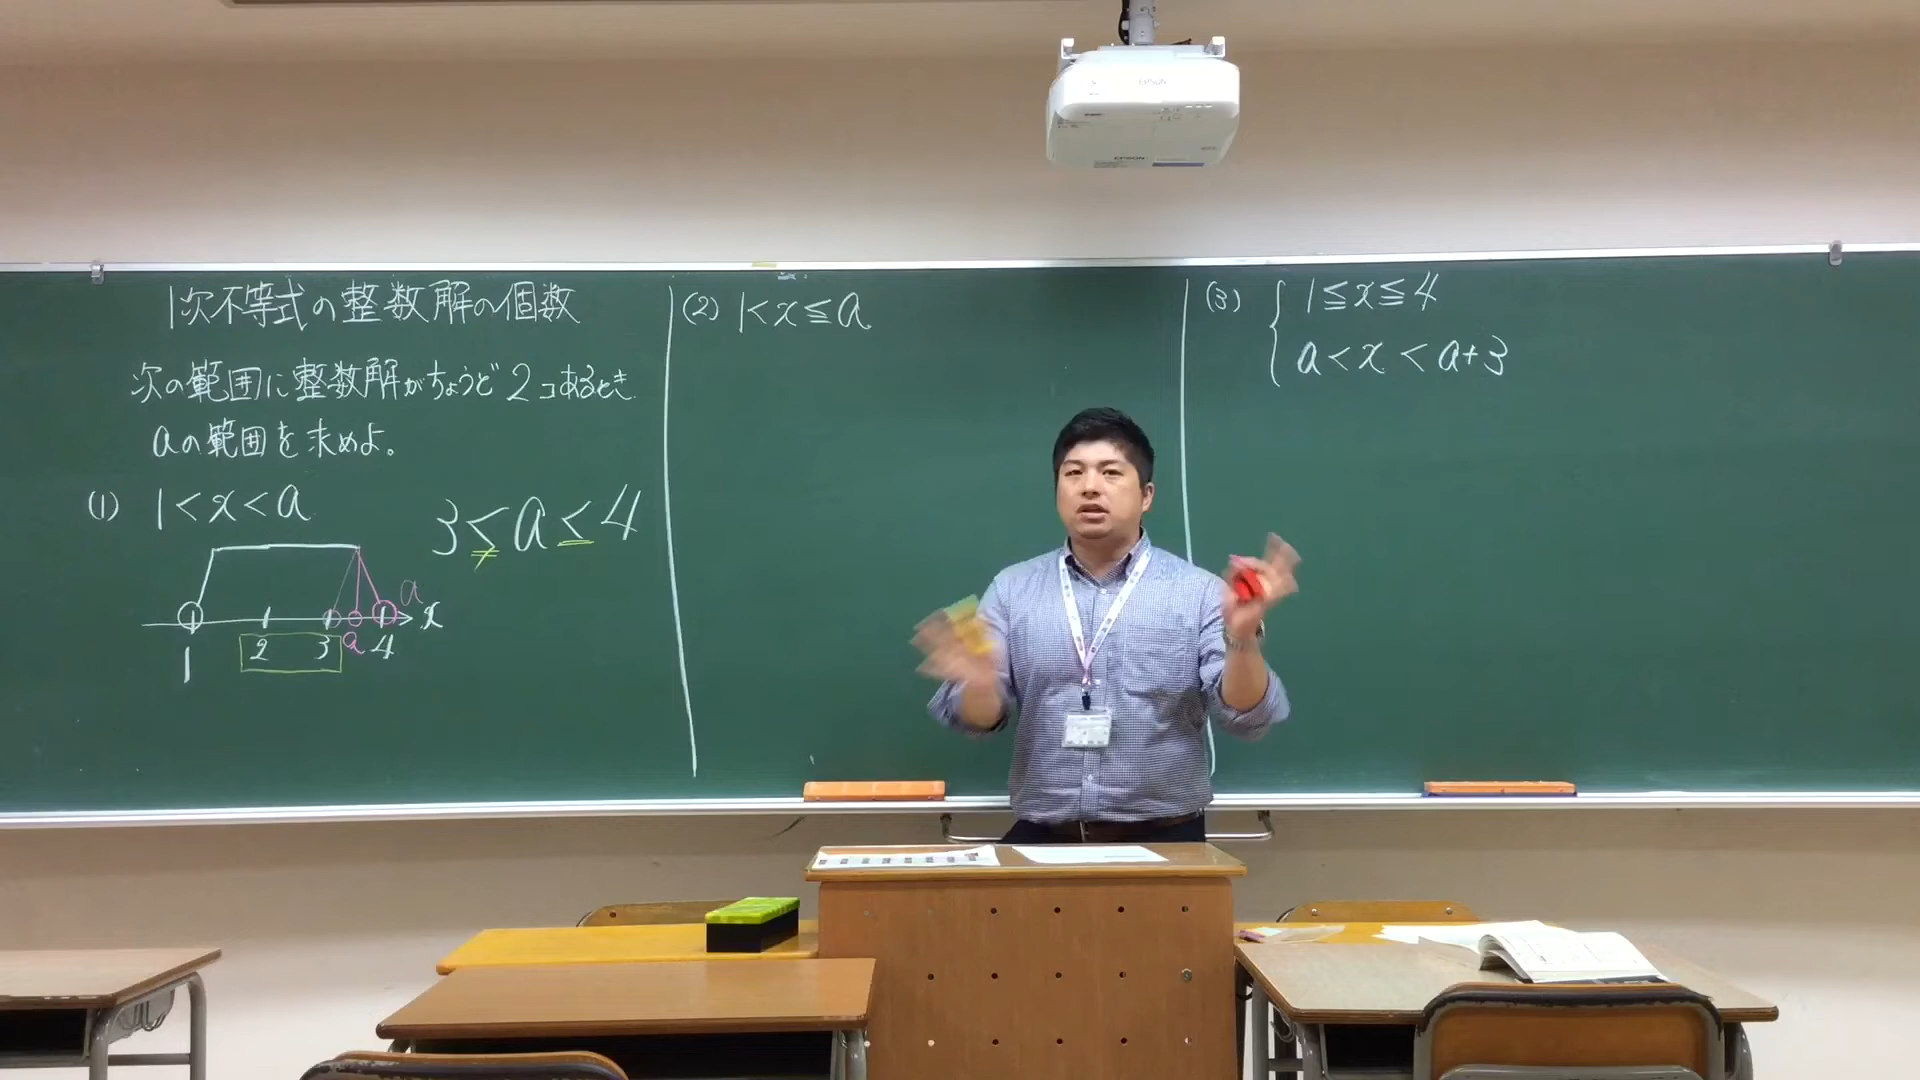 1次不等式の整数解の個数
次の範囲に整数解がちょうど2コあるとき
aの範囲を求めよ。
(1) 1<x<a
3≦a≦4
a
x
1 2 3 a 4
(2) 1<x≦a
(3) { 1≦x≦4
a<x<a+3
EPSON
EPSON